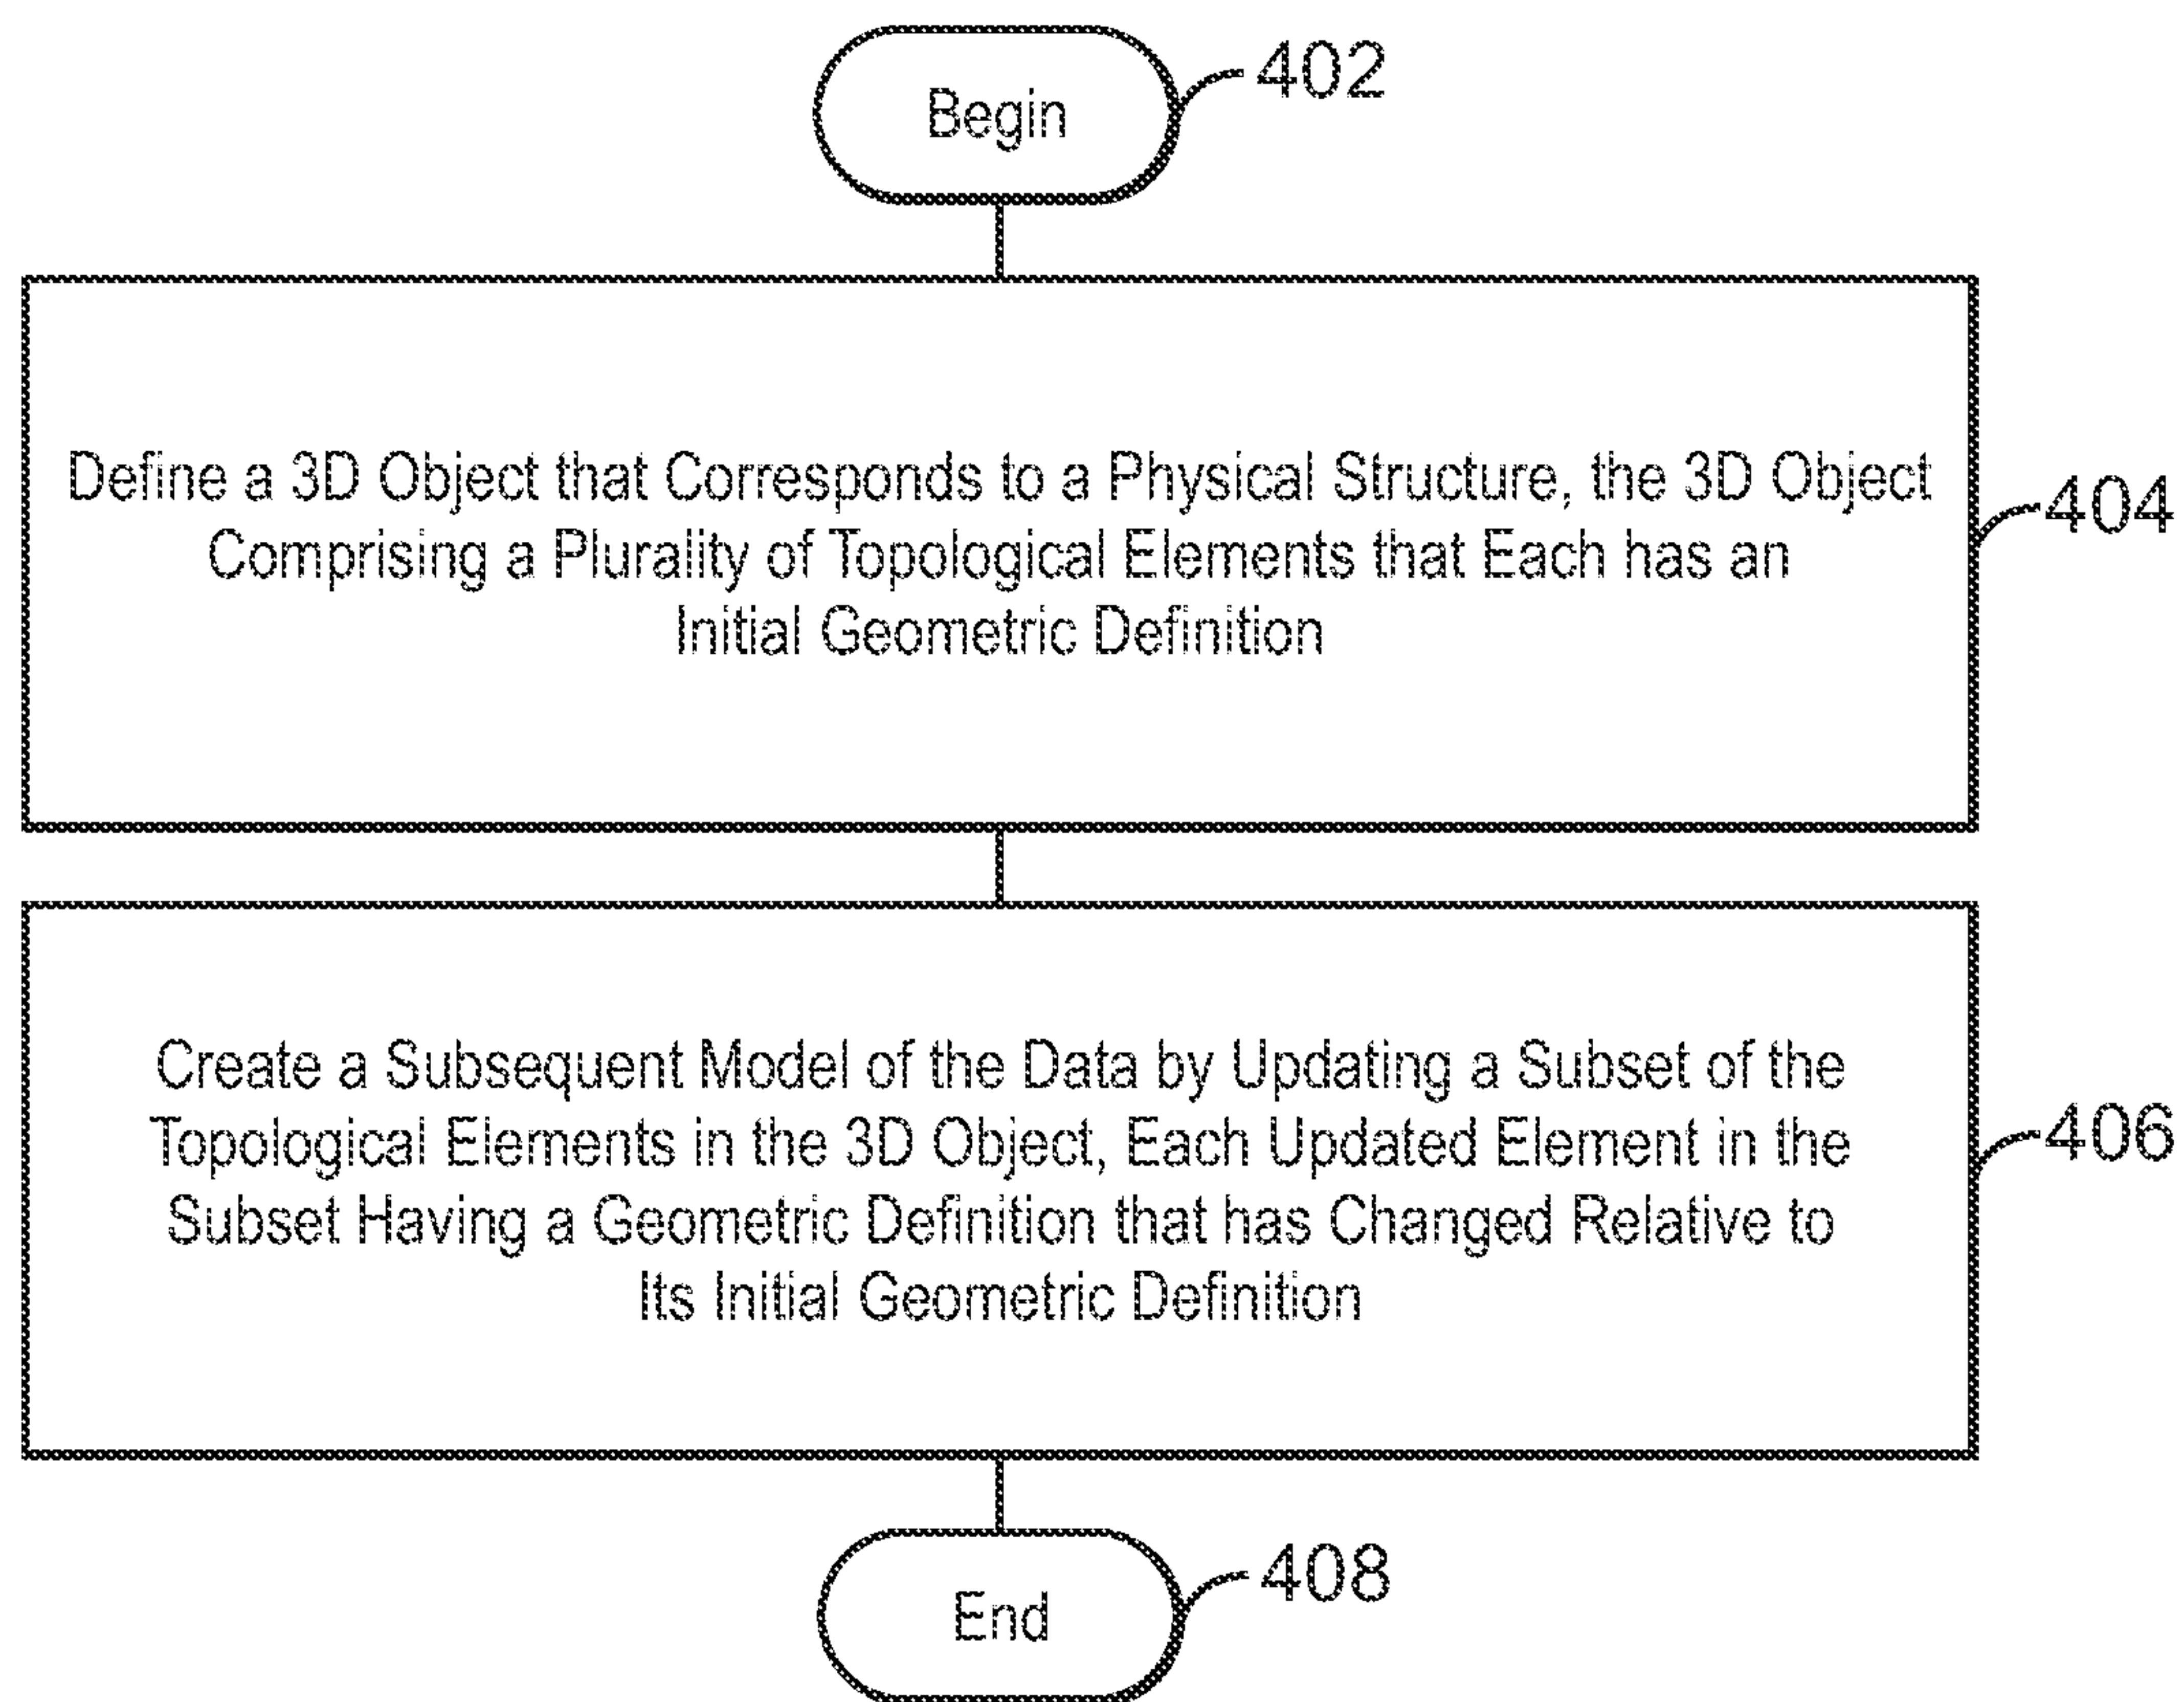 Begin
402
Define a 3D Object that Corresponds to a Physical Structure, the 3D Object
Comprising a Plurality of Topological Elements that Each has an
Initial Geometric Definition
404
Create a Subsequent Model of the Data by Updating a Subset of the
Topological Elements in the 3D Object, Each Updated Element in the
Subset Having a Geometric Definition that has Changed Relative to
Its Initial Geometric Definition
406
End
408